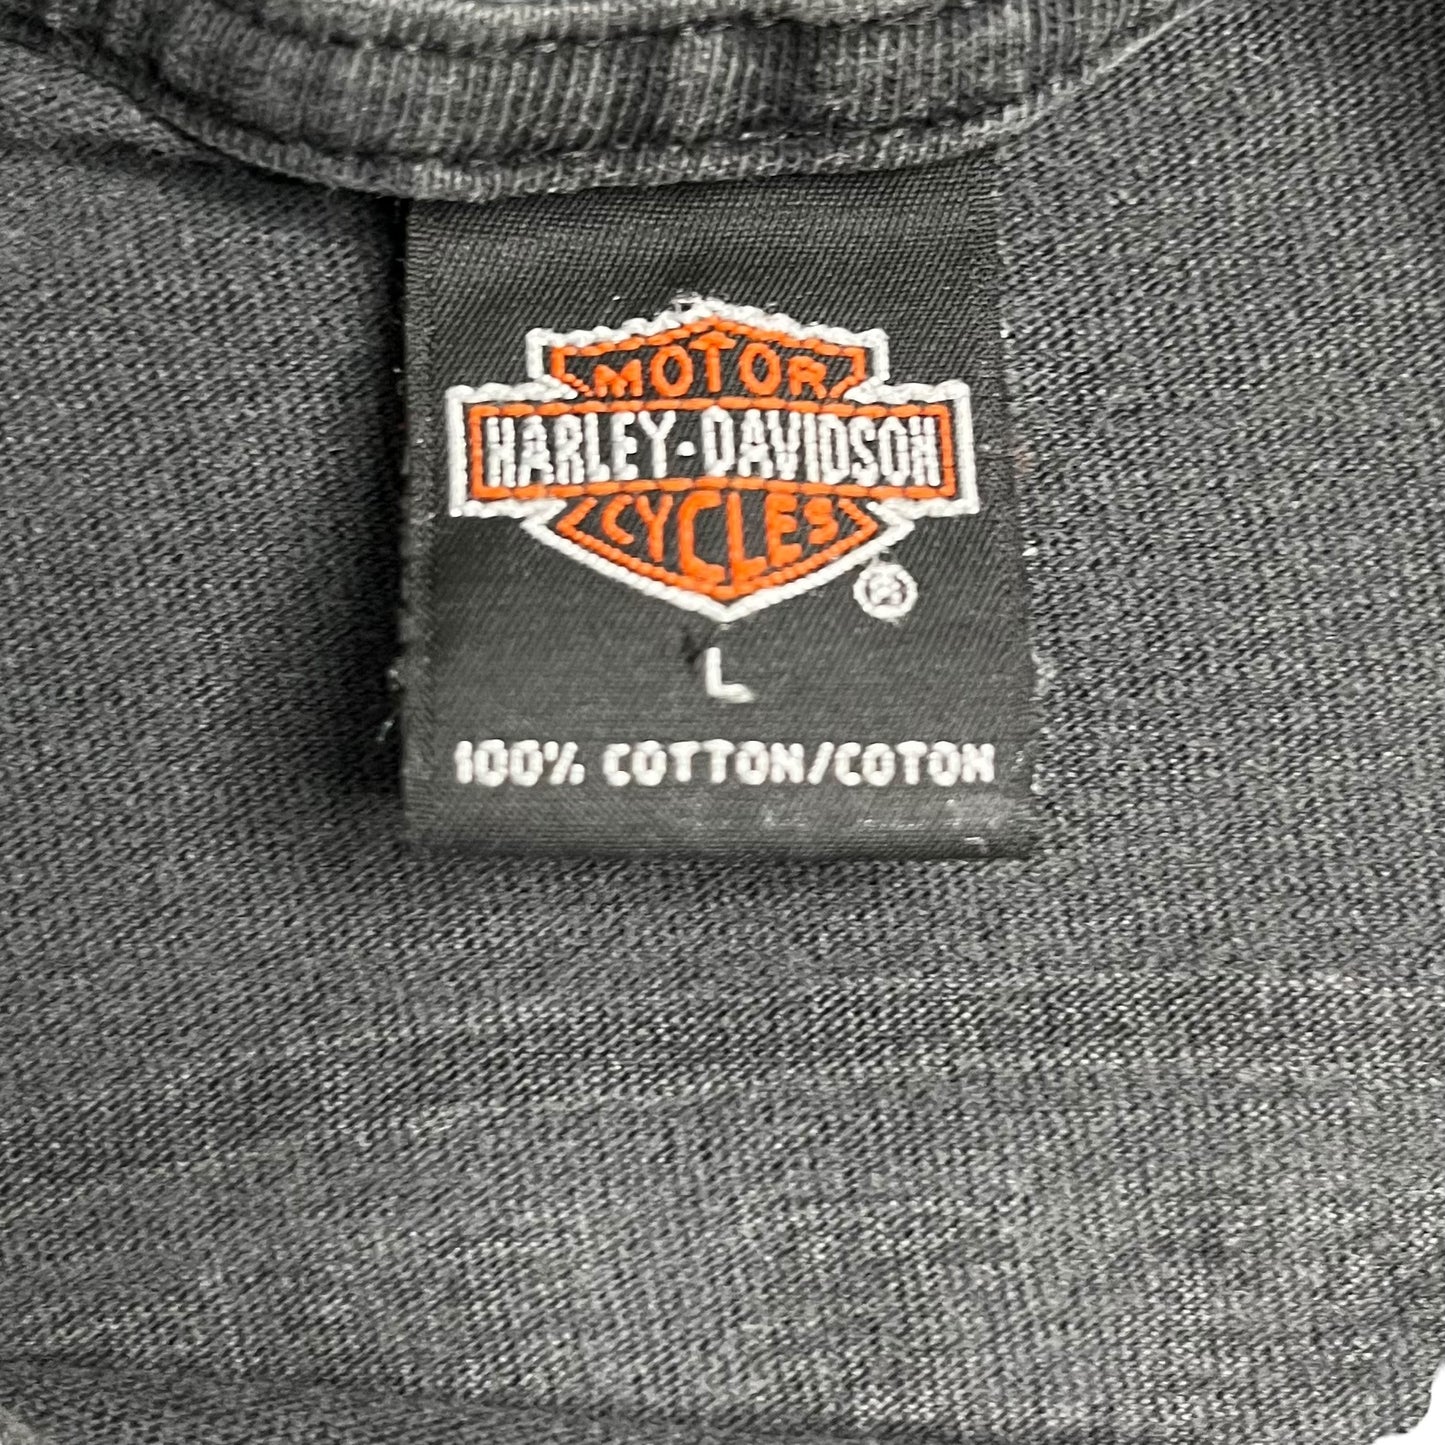 MOTOR
HARLEY-DAVIDSON
CYCLES
®
L
100% COTTON/COTON